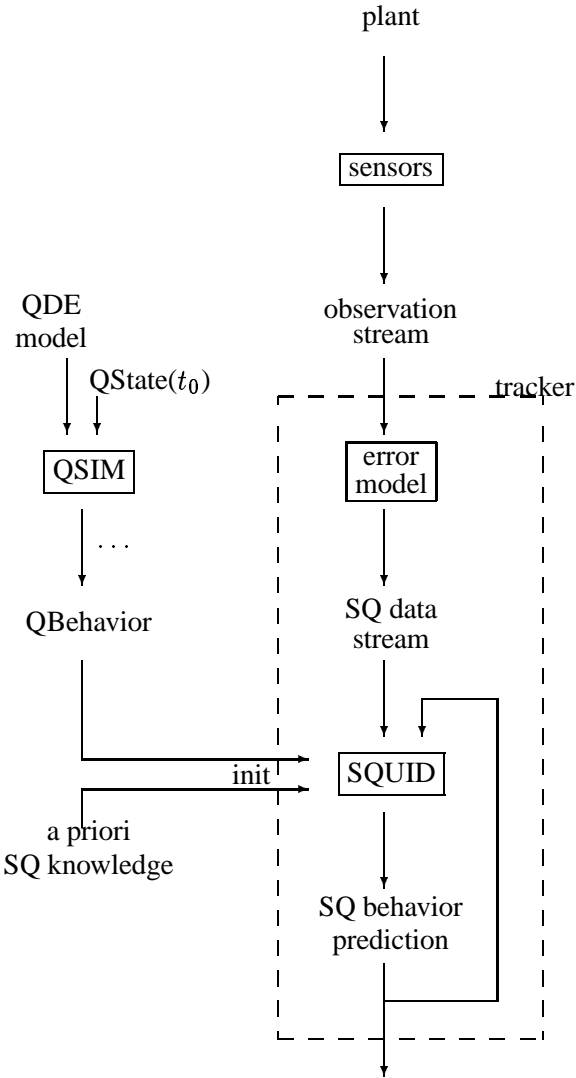 plant
sensors
QDE
model
observation
stream
QState(t₀)
tracker
QSIM
error
model
. . .
QBehavior
SQ data
stream
init
SQUID
a priori
SQ knowledge
SQ behavior
prediction